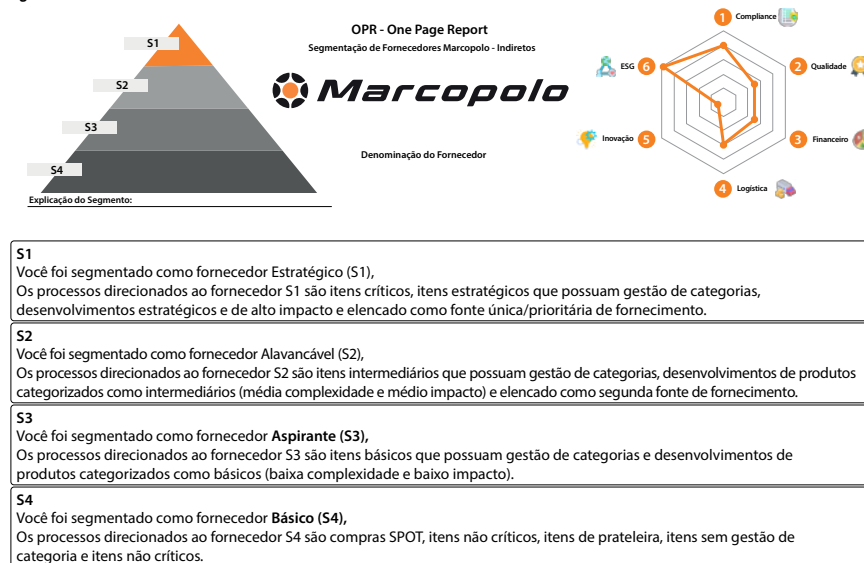 S1
S2
S3
S4
Explicação do Segmento:
OPR - One Page Report
Segmentação de Fornecedores Marcopolo - Indiretos
Marcopolo
Denominação do Fornecedor
1 Compliance
2 Qualidade
3 Financeiro
4 Logística
5 Inovação
6 ESG
S1
Você foi segmentado como fornecedor Estratégico (S1),
Os processos direcionados ao fornecedor S1 são itens críticos, itens estratégicos que possuam gestão de categorias,
desenvolvimentos estratégicos e de alto impacto e elencado como fonte única/prioritária de fornecimento.
S2
Você foi segmentado como fornecedor Alavancável (S2),
Os processos direcionados ao fornecedor S2 são itens intermediários que possuam gestão de categorias, desenvolvimentos de produtos
categorizados como intermediários (média complexidade e médio impacto) e elencado como segunda fonte de fornecimento.
S3
Você foi segmentado como fornecedor Aspirante (S3),
Os processos direcionados ao fornecedor S3 são itens básicos que possuam gestão de categorias e desenvolvimentos de
produtos categorizados como básicos (baixa complexidade e baixo impacto).
S4
Você foi segmentado como fornecedor Básico (S4),
Os processos direcionados ao fornecedor S4 são compras SPOT, itens não críticos, itens de prateleira, itens sem gestão de
categoria e itens não críticos.